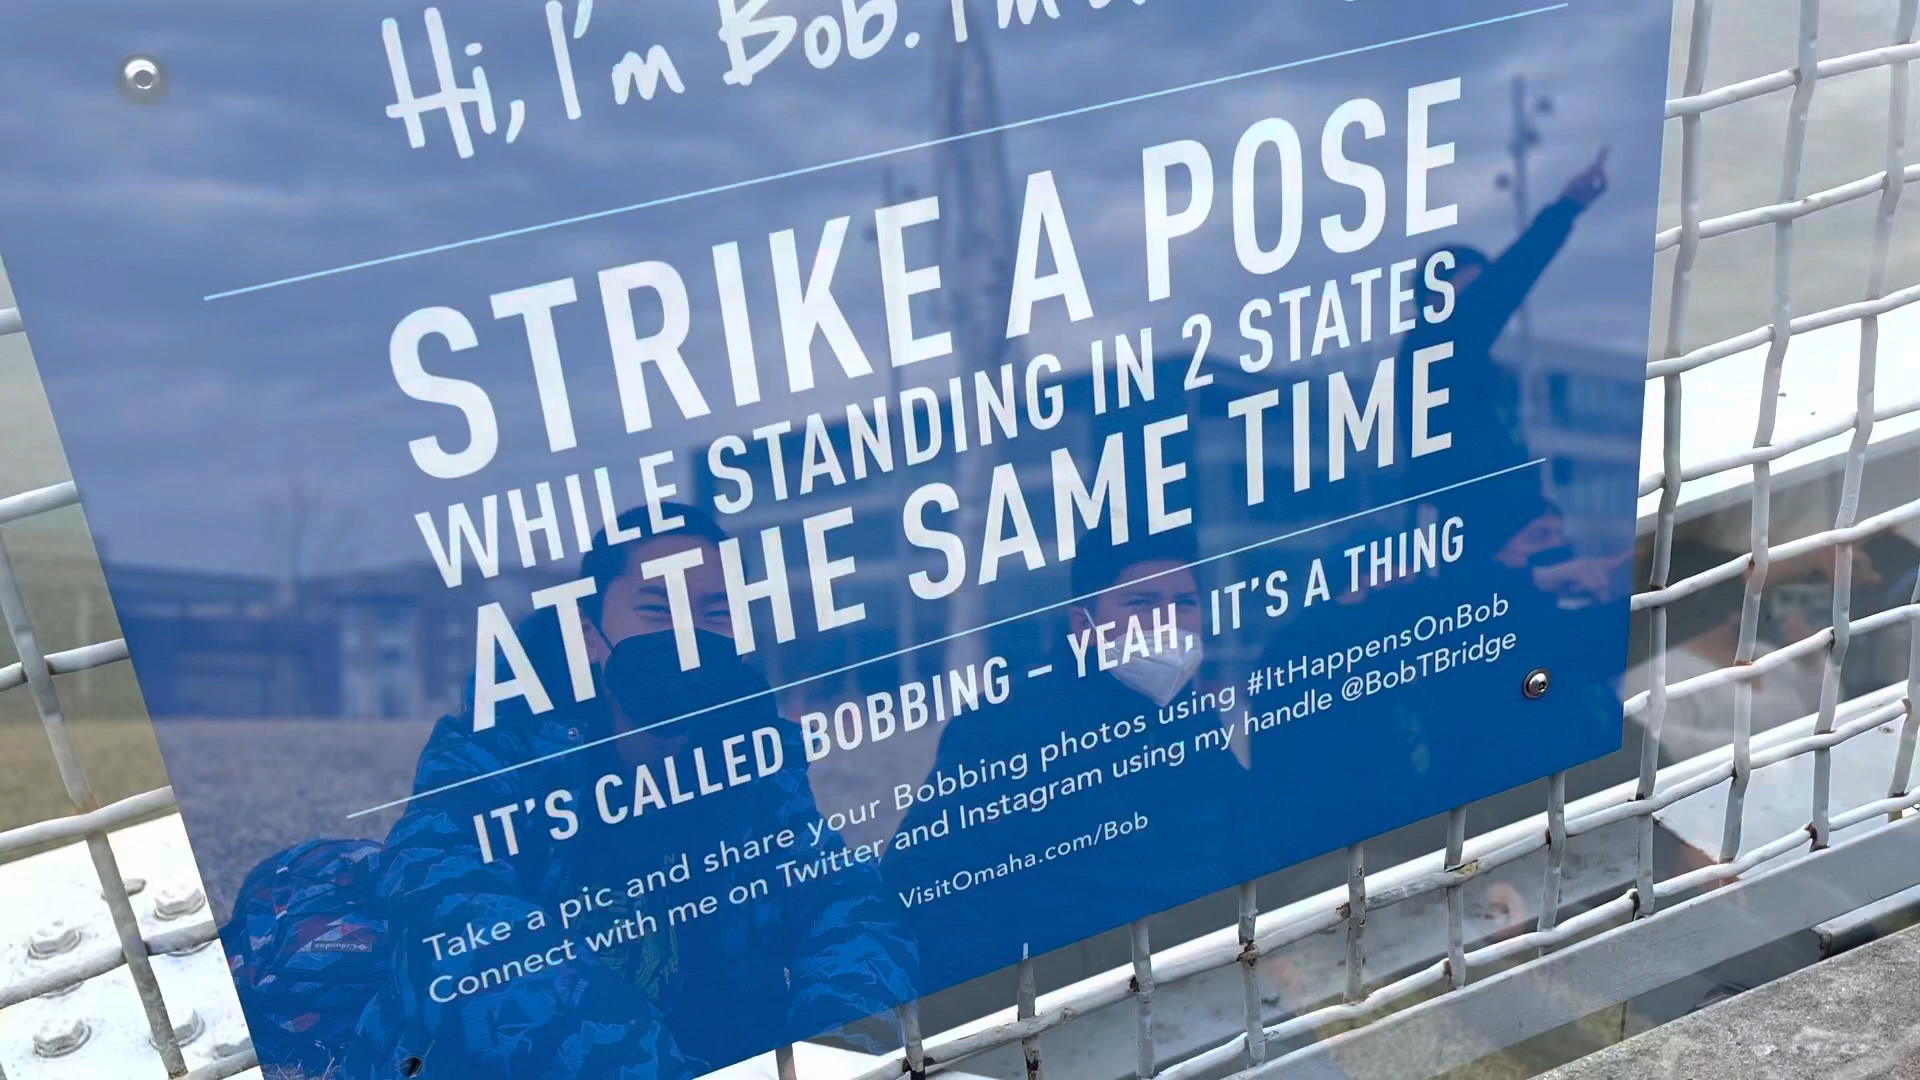 Hi, I'm Bob. I'm
STRIKE A POSE
WHILE STANDING IN 2 STATES
AT THE SAME TIME
IT'S CALLED BOBBING – YEAH, IT'S A THING
Take a pic and share your Bobbing photos using #ItHappensOnBob
Connect with me on Twitter and Instagram using my handle @BobTBridge
VisitOmaha.com/Bob
Columbia